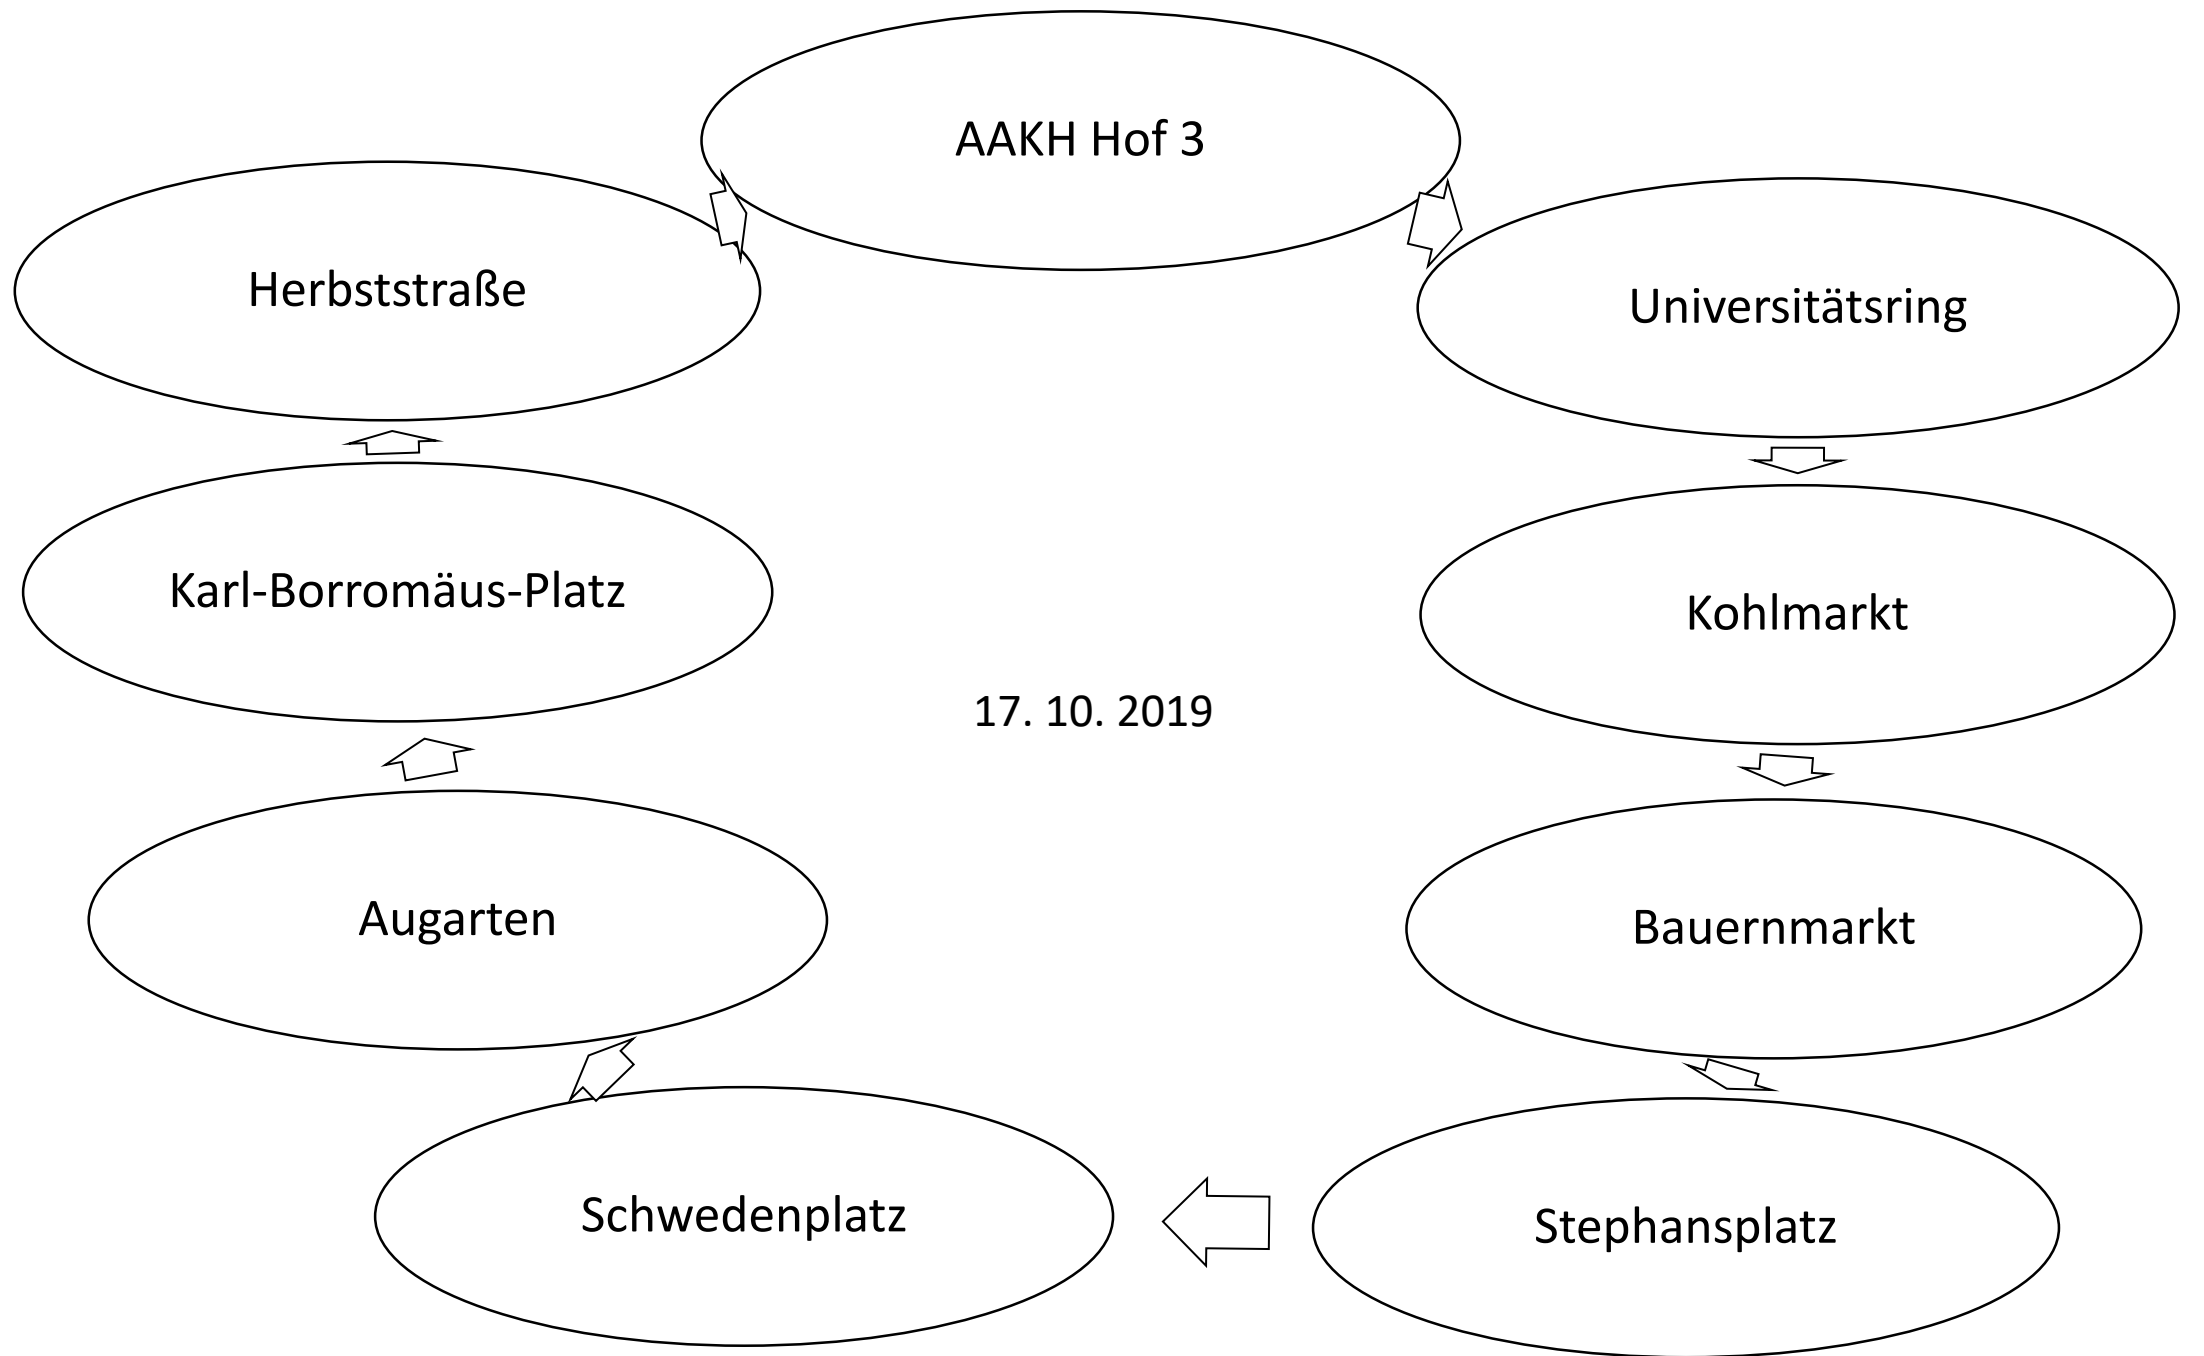 AAKH Hof 3
Universitätsring
Kohlmarkt
Bauernmarkt
Stephansplatz
Schwedenplatz
Augarten
Karl-Borromäus-Platz
Herbststraße
17. 10. 2019